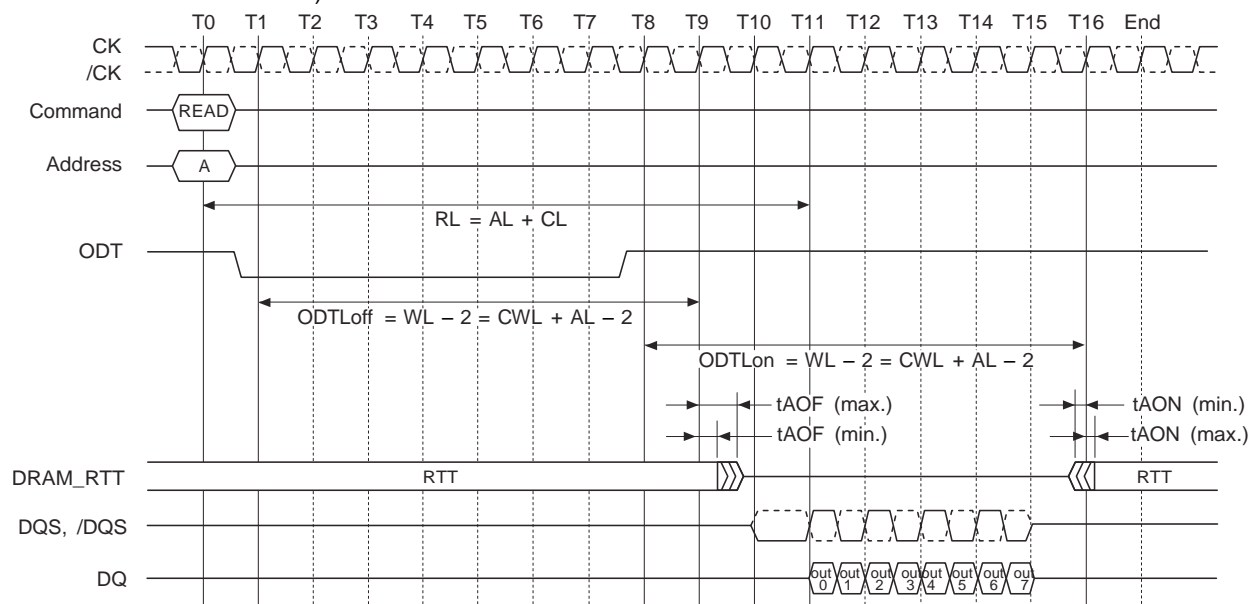 T0 T1 T2 T3 T4 T5 T6 T7 T8 T9 T10 T11 T12 T13 T14 T15 T16 End
CK
/CK
Command READ
Address A
RL = AL + CL
ODT
ODTLoff = WL – 2 = CWL + AL – 2
ODTLon = WL – 2 = CWL + AL – 2
tAOF (max.) tAON (min.)
tAOF (min.) tAON (max.)
DRAM_RTT RTT RTT
DQS, /DQS
DQ out 0 out 1 out 2 out 3 out 4 out 5 out 6 out 7